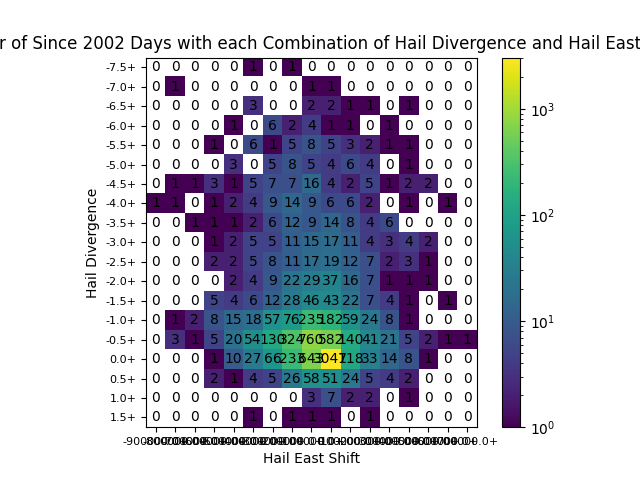 r of Since 2002 Days with each Combination of Hail Divergence and Hail East
-7.5+ 0 0 0 0 0 1 0 1 0 0 0 0 0 0 0 0 0
-7.0+ 0 1 0 0 0 0 0 0 1 1 0 0 0 0 0 0 0
-6.5+ 0 0 0 0 0 3 0 0 2 2 1 1 0 1 0 0 0
-6.0+ 0 0 0 0 1 0 6 2 4 1 1 0 1 0 0 0 0
-5.5+ 0 0 0 1 0 6 1 5 8 5 3 2 1 1 0 0 0
-5.0+ 0 0 0 0 3 0 5 8 5 4 6 4 0 1 0 0 0
-4.5+ 0 1 1 3 1 5 7 7 16 4 2 5 1 2 2 0 0
-4.0+ 1 1 0 1 2 4 9 14 9 6 6 2 0 1 0 1 0
-3.5+ 0 0 1 1 1 2 6 12 9 14 8 4 6 0 0 0 0
-3.0+ 0 0 0 1 2 5 5 11 15 17 11 4 3 4 2 0 0
-2.5+ 0 0 0 2 2 5 8 11 17 19 12 7 2 3 1 0 0
-2.0+ 0 0 0 0 2 4 9 22 29 37 16 7 1 1 1 0 0
-1.5+ 0 0 0 5 4 6 12 28 46 43 22 7 4 1 0 1 0
-1.0+ 0 1 2 8 15 18 57 76 235 182 59 24 8 1 0 0 0
-0.5+ 0 3 1 5 20 54 130 324 760 582 140 41 21 5 2 1 1
0.0+ 0 0 0 1 10 27 66 233 643 3041 118 33 14 8 1 0 0
0.5+ 0 0 0 2 1 4 5 26 58 51 24 5 4 2 0 0 0
1.0+ 0 0 0 0 0 0 0 0 3 7 2 2 0 1 0 0 0
1.5+ 0 0 0 0 0 1 0 1 1 1 0 1 0 0 0 0 0
Hail East Shift
Hail Divergence
10³
10²
10¹
10⁰